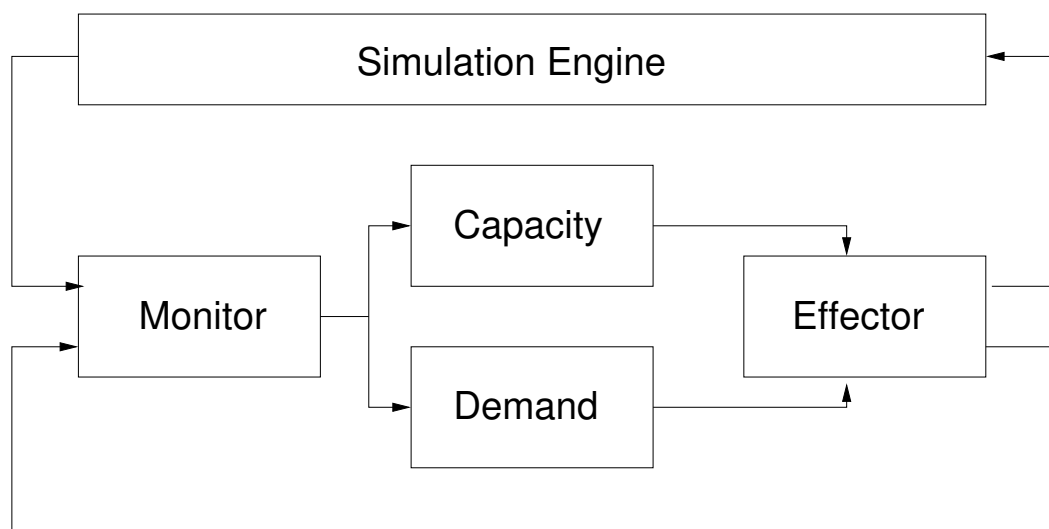 Simulation Engine
Capacity
Monitor
Effector
Demand